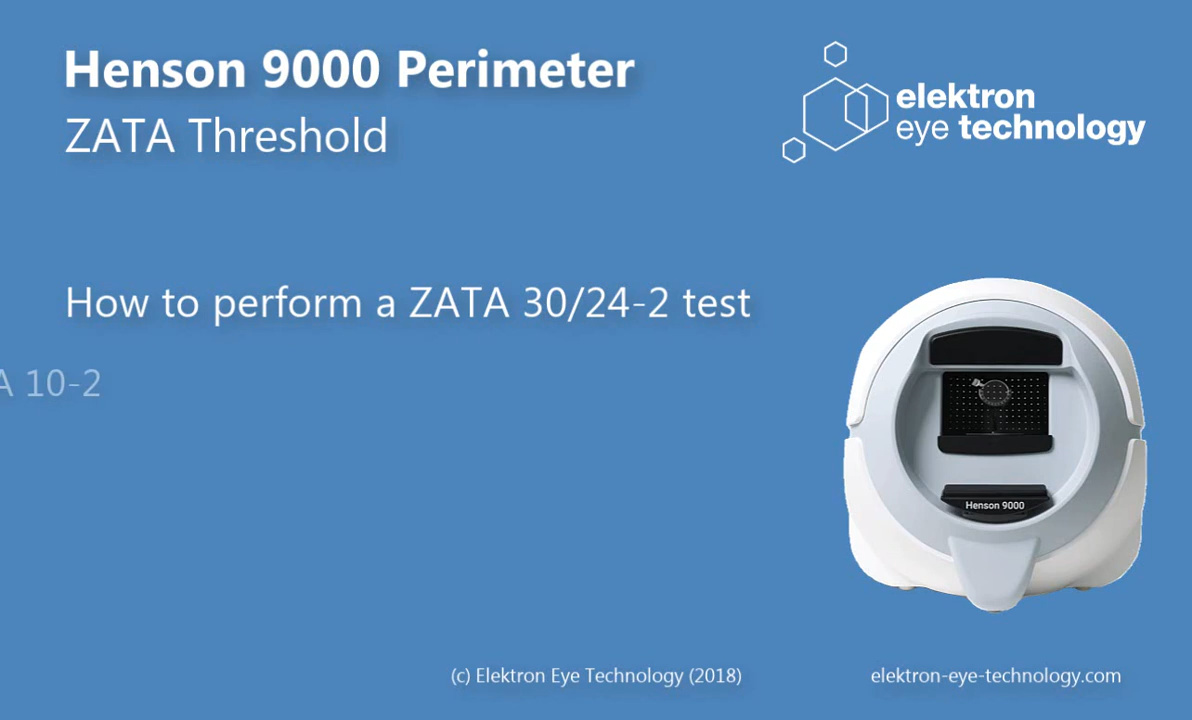 Henson 9000 Perimeter
ZATA Threshold
elektron
eye technology
How to perform a ZATA 30/24-2 test
A 10-2
Henson 9000
(c) Elektron Eye Technology (2018)
elektron-eye-technology.com